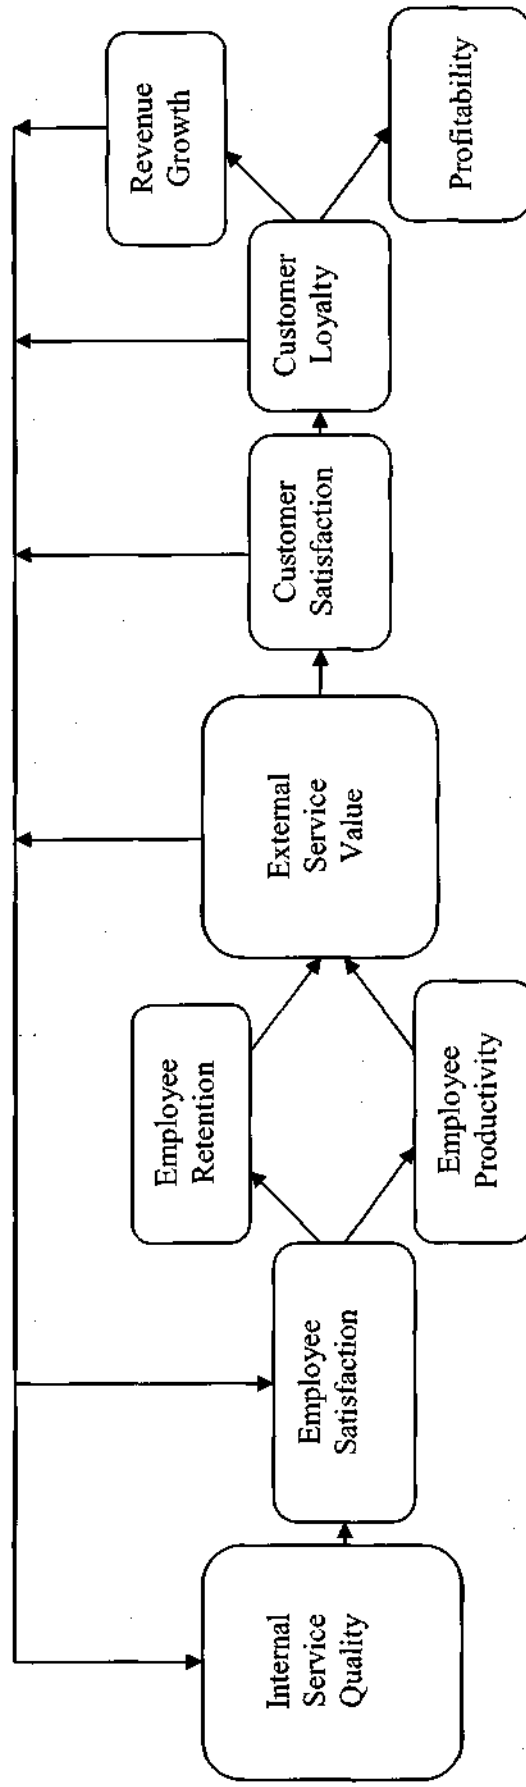 Internal
Service
Quality
Employee
Satisfaction
Employee
Retention
Employee
Productivity
External
Service
Value
Customer
Satisfaction
Customer
Loyalty
Revenue
Growth
Profitability